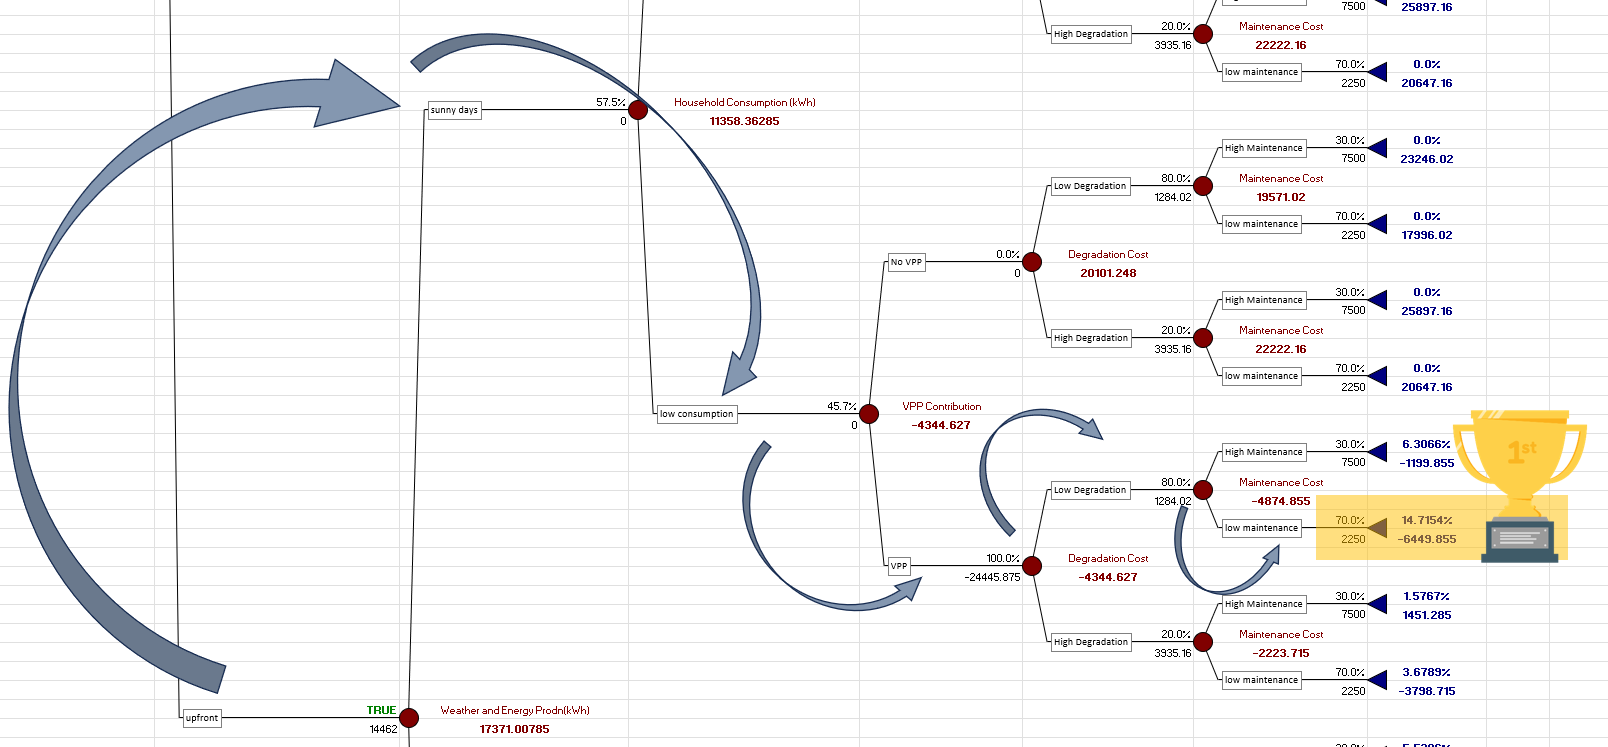 7500
25897.16
High Degradation
20.0%
3935.16
Maintenance Cost
22222.16
low maintenance
70.0%
2250
0.0%
20647.16
sunny days
57.5%
0
Household Consumption (kWh)
11358.36285
High Maintenance
30.0%
7500
0.0%
23246.02
Low Degradation
80.0%
1284.02
Maintenance Cost
19571.02
low maintenance
70.0%
2250
0.0%
17996.02
No VPP
0.0%
0
Degradation Cost
20101.248
High Maintenance
30.0%
7500
0.0%
25897.16
High Degradation
20.0%
3935.16
Maintenance Cost
22222.16
low maintenance
70.0%
2250
0.0%
20647.16
low consumption
45.7%
0
VPP Contribution
-4344.627
High Maintenance
30.0%
7500
6.3066%
-1199.855
1st
Low Degradation
80.0%
1284.02
Maintenance Cost
-4874.855
low maintenance
70.0%
2250
14.7154%
-6449.855
VPP
100.0%
-24445.875
Degradation Cost
-4344.627
High Maintenance
30.0%
7500
1.5767%
1451.285
High Degradation
20.0%
3935.16
Maintenance Cost
-2223.715
low maintenance
70.0%
2250
3.6789%
-3798.715
upfront
TRUE
14462
Weather and Energy Prodn(kWh)
17371.00785